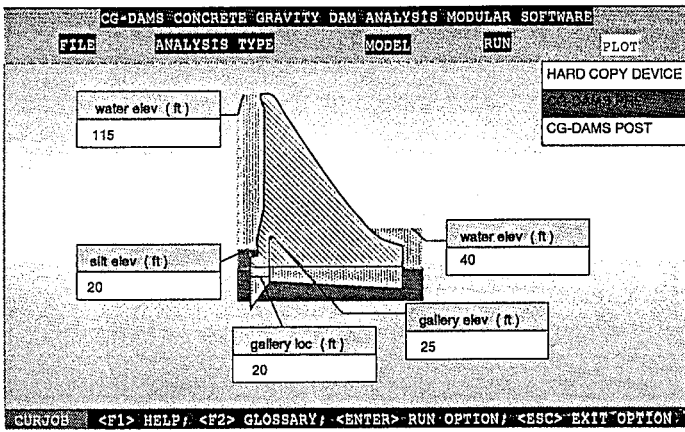 CG-DAMS CONCRETE GRAVITY DAM ANALYSIS MODULAR SOFTWARE
FILE ANALYSIS TYPE MODEL RUN PLOT
HARD COPY DEVICE
CG-DAMS POST
water elev (ft)
115
water elev (ft)
40
silt elev (ft)
20
gallery elev (ft)
25
gallery loc (ft)
20
CURJOB <F1> HELP; <F2> GLOSSARY; <ENTER> RUN OPTION; <ESC> EXIT OPTION